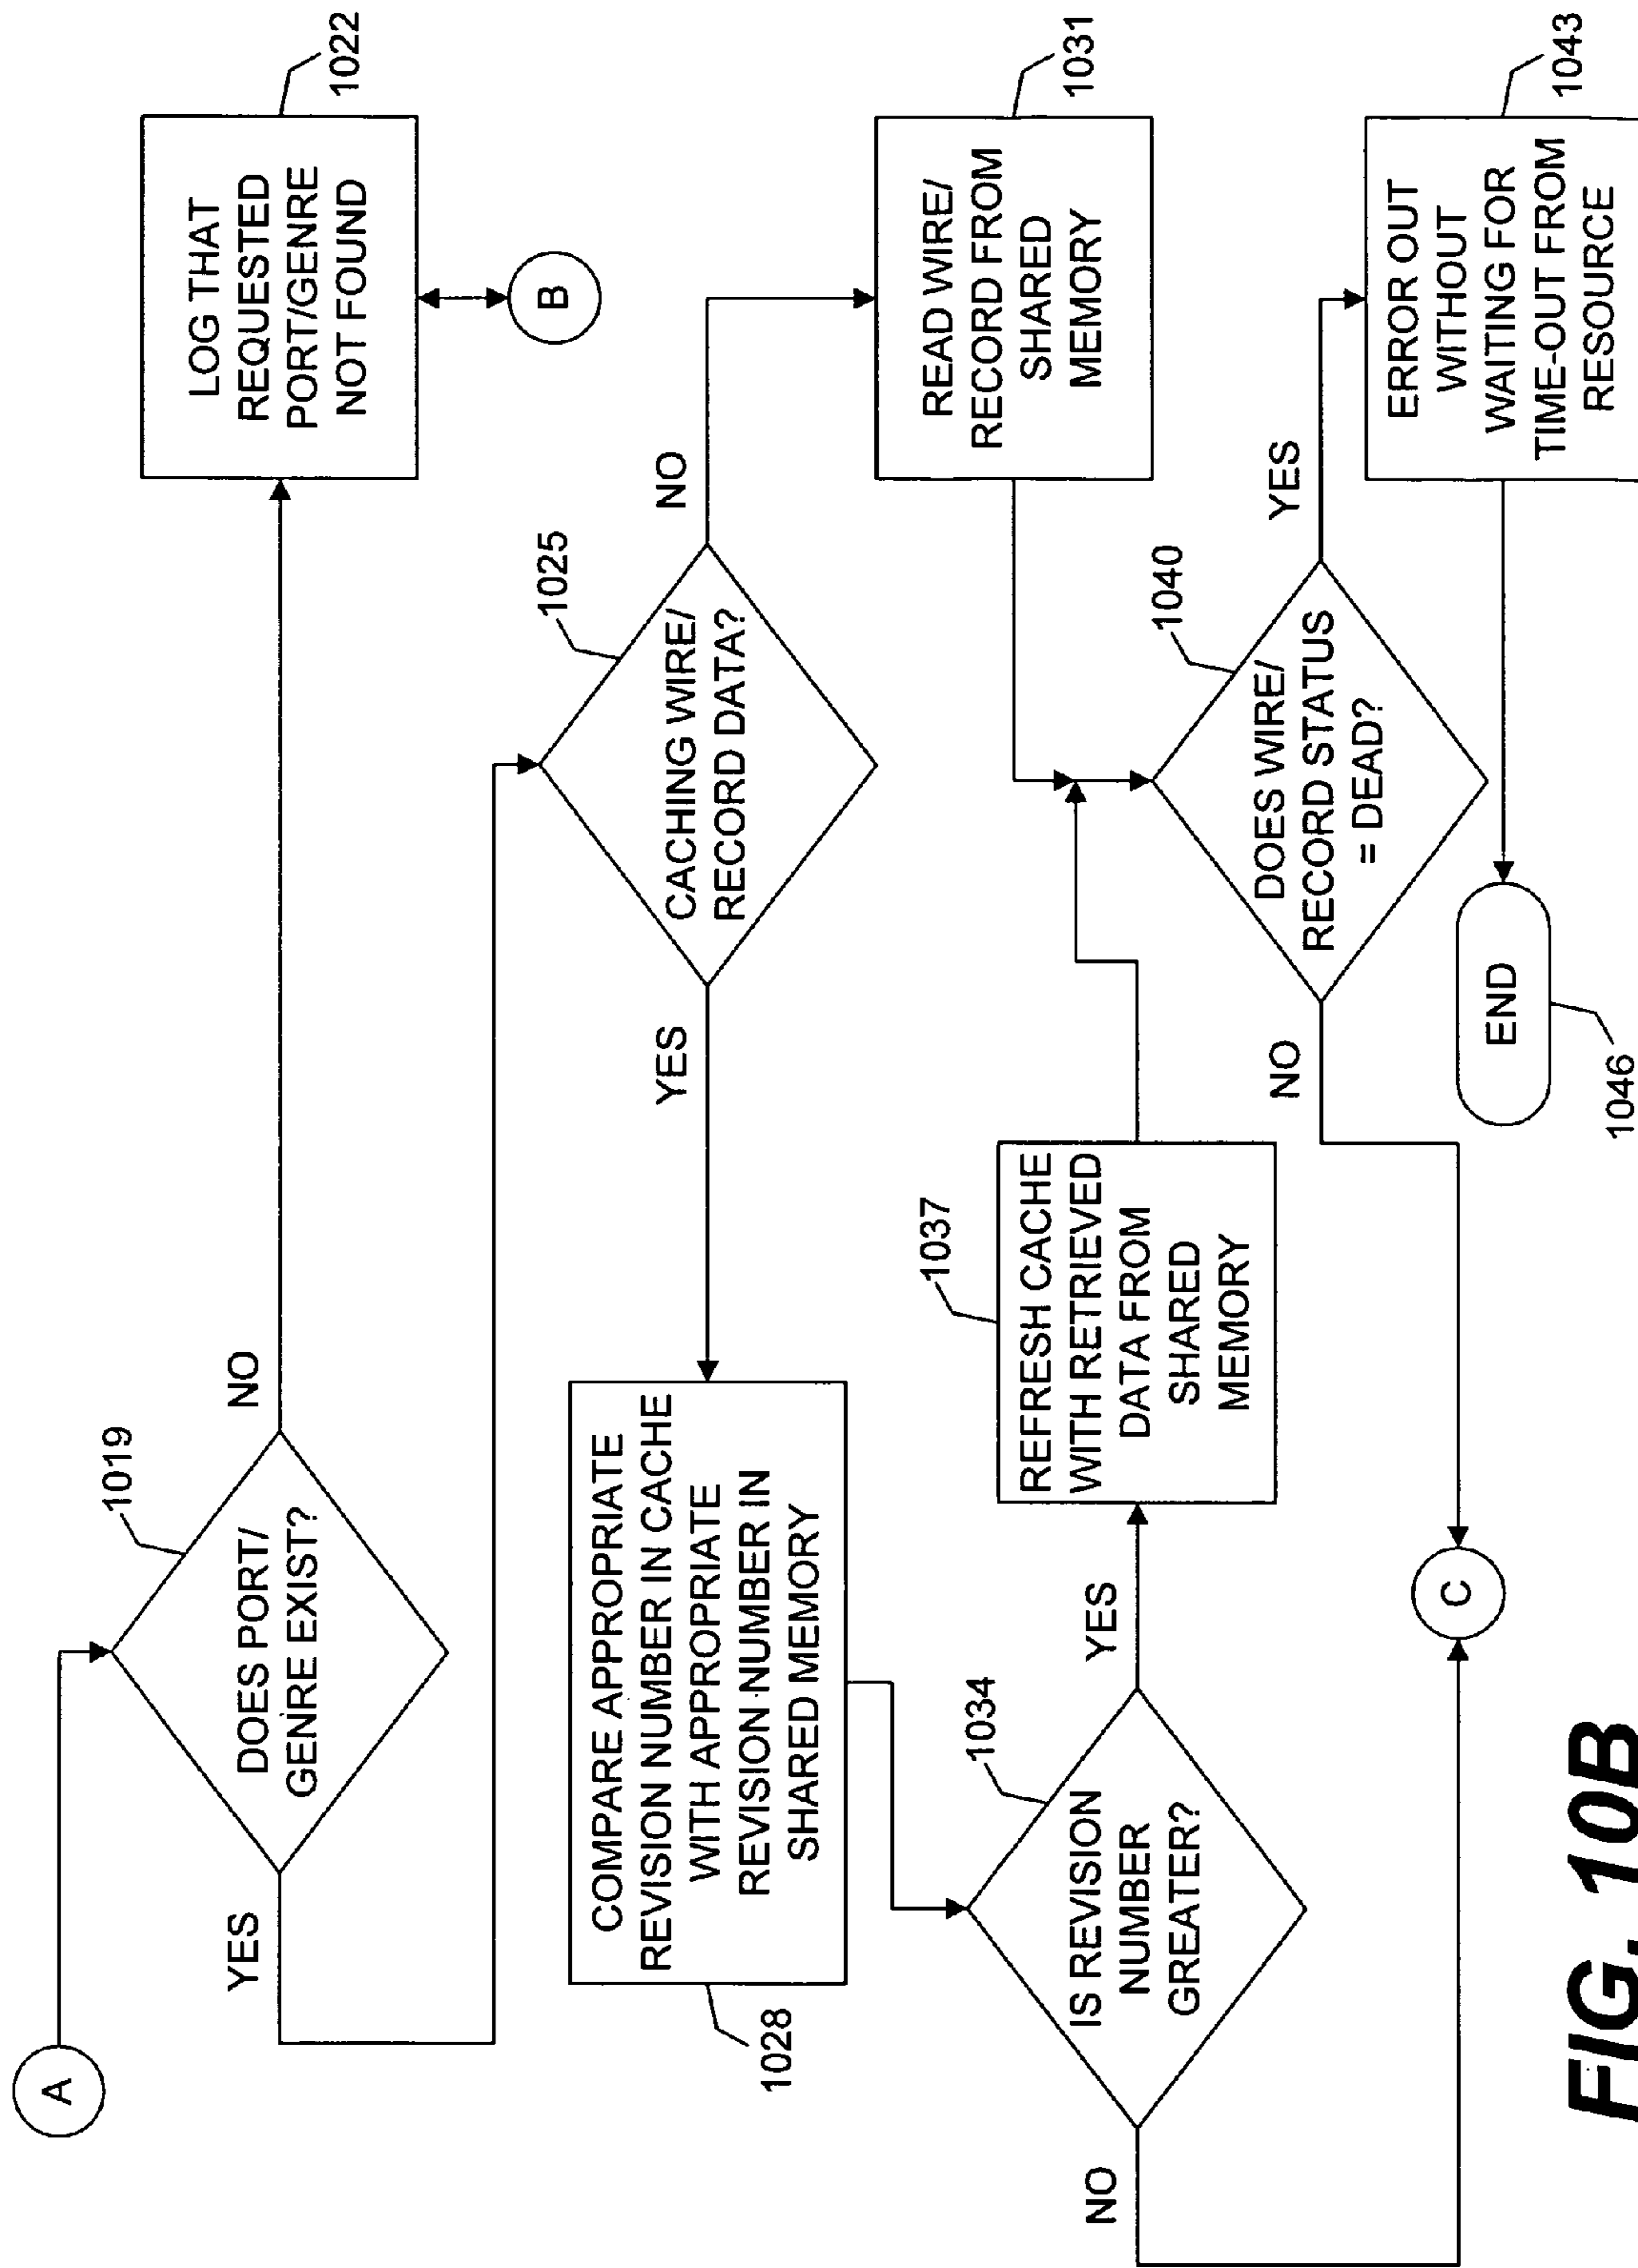 A
1019
DOES PORT/
GENRE EXIST?
YES
NO
LOG THAT
REQUESTED
PORT/GENRE
NOT FOUND
1022
B
1025
CACHING WIRE/
RECORD DATA?
YES
NO
COMPARE APPROPRIATE
REVISION NUMBER IN CACHE
WITH APPROPRIATE
REVISION NUMBER IN
SHARED MEMORY
1028
READ WIRE/
RECORD FROM
SHARED
MEMORY
1031
1034
IS REVISION
NUMBER
GREATER?
NO
YES
1037
REFRESH CACHE
WITH RETRIEVED
DATA FROM
SHARED
MEMORY
1040
DOES WIRE/
RECORD STATUS
= DEAD?
NO
YES
ERROR OUT
WITHOUT
WAITING FOR
TIME-OUT FROM
RESOURCE
1043
C
END
1046
FIG. 10B